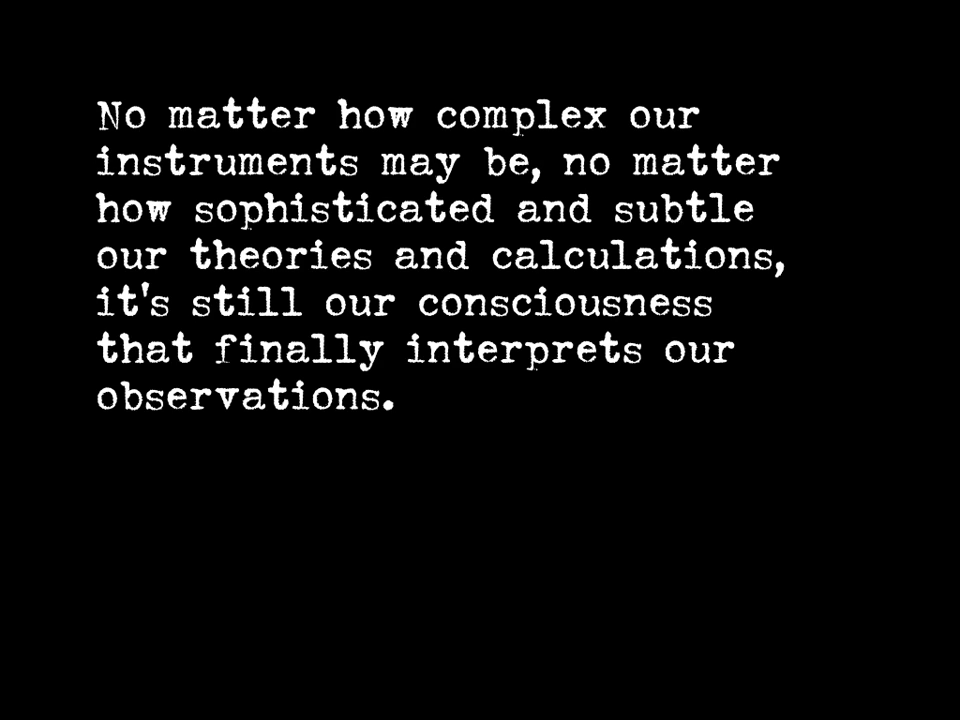 No matter how complex our
instruments may be, no matter
how sophisticated and subtle
our theories and calculations,
it's still our consciousness
that finally interprets our
observations.